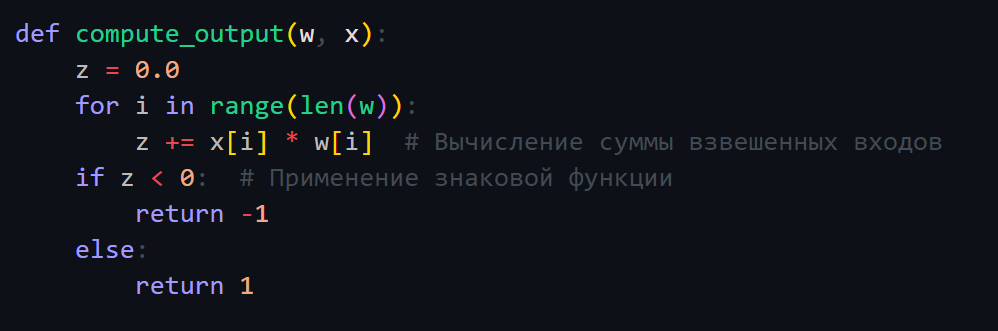 def compute_output(w, x):
    z = 0.0
    for i in range(len(w)):
        z += x[i] * w[i]  # Вычисление суммы взвешенных входов
    if z < 0:  # Применение знаковой функции
        return -1
    else:
        return 1